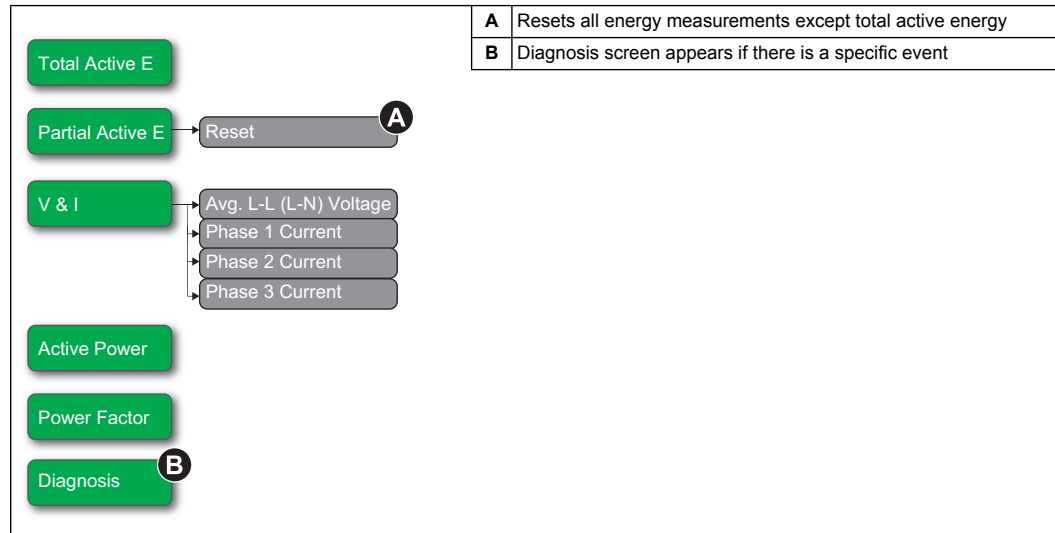 A Resets all energy measurements except total active energy
B Diagnosis screen appears if there is a specific event
Total Active E
Partial Active E
Reset
A
V & I
Avg. L-L (L-N) Voltage
Phase 1 Current
Phase 2 Current
Phase 3 Current
Active Power
Power Factor
Diagnosis
B